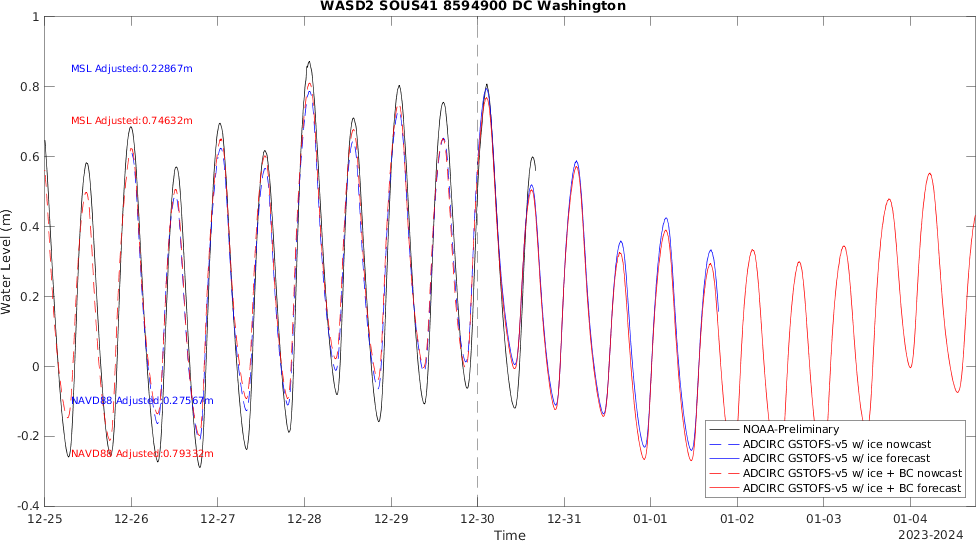 WASD2 SOUS41 8594900 DC Washington
1
0.8
0.6
0.4
0.2
0
-0.2
-0.4
Water Level (m)
MSL Adjusted:0.22867m
MSL Adjusted:0.74632m
NAVD88 Adjusted:0.27567m
NAVD88 Adjusted:0.79332m
NOAA-Preliminary
ADCIRC GSTOFS-v5 w/ ice nowcast
ADCIRC GSTOFS-v5 w/ ice forecast
ADCIRC GSTOFS-v5 w/ ice + BC nowcast
ADCIRC GSTOFS-v5 w/ ice + BC forecast
12-25 12-26 12-27 12-28 12-29 12-30 12-31 01-01 01-02 01-03 01-04
Time
2023-2024